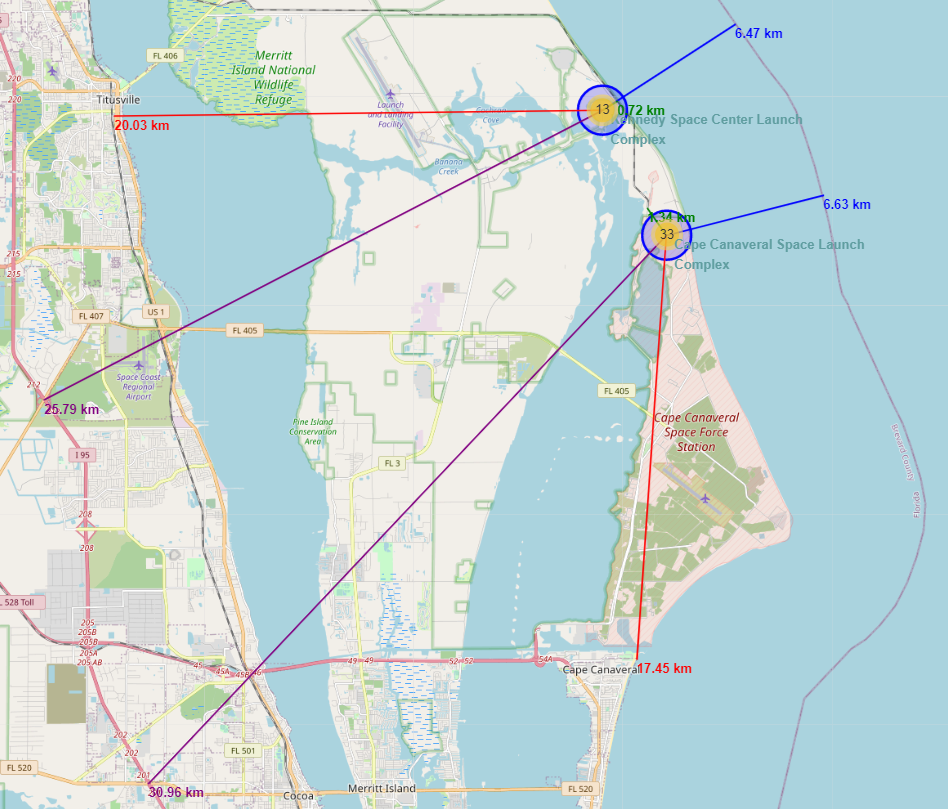 FL 406
Merritt
Island National
Wildlife
Refuge
6.47 km
220
220
Titusville
20.03 km
Launch
and Landing
Facility
13
0.72 km
Kennedy Space Center Launch
Complex
Banana
Creek
6.63 km
33
Cape Canaveral Space Launch
Complex
215
215
FL 407
US 1
FL 405
Space Coast
Regional
Airport
212
25.79 km
FL 405
Pine Island
Conservation
Area
Cape Canaveral
Space Force
Station
I 95
FL 3
Brevard County
Florida
208
208
528 Toll
205
205B
205B
205A
205 AB
45
45A
45B
46
49
49
52
52
54A
Cape Canaveral
17.45 km
202
202
FL 501
201
FL 520
30.96 km
Cocoa
Merritt Island
FL 520